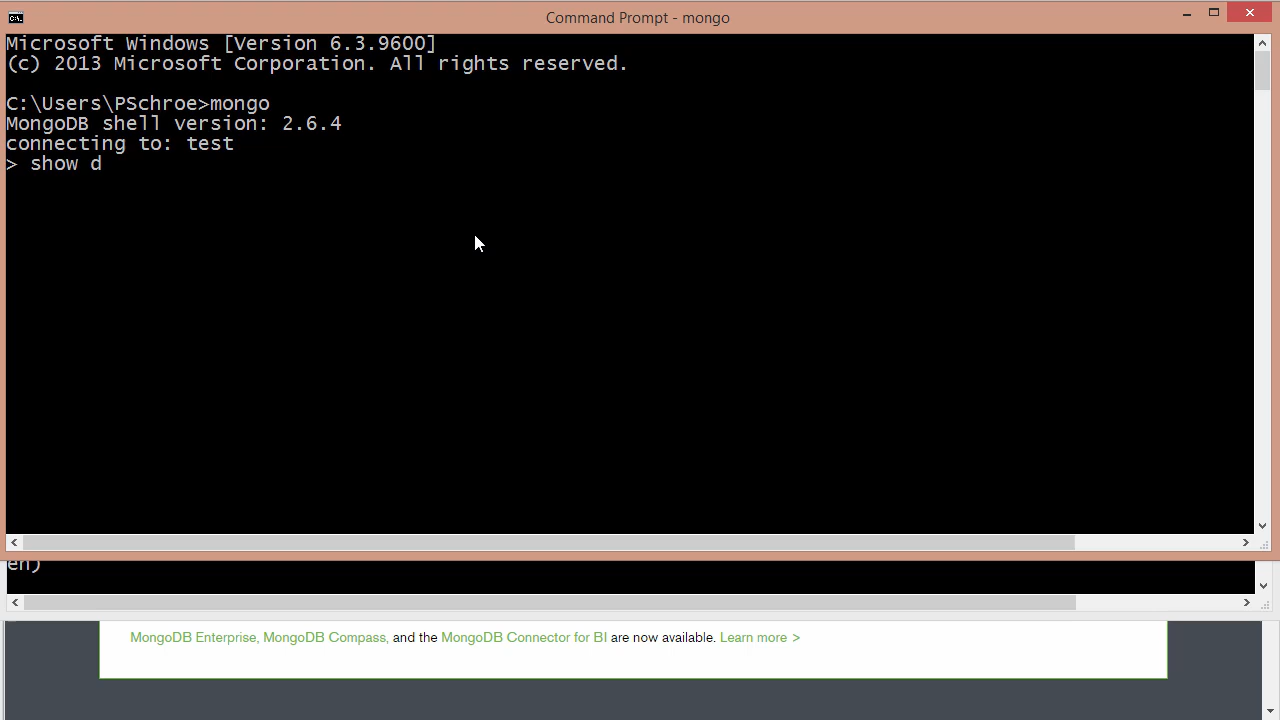 Command Prompt - mongo
Microsoft Windows [Version 6.3.9600]
(c) 2013 Microsoft Corporation. All rights reserved.
C:\Users\PSchroe>mongo
MongoDB shell version: 2.6.4
connecting to: test
> show d
en)
MongoDB Enterprise, MongoDB Compass, and the MongoDB Connector for BI are now available. Learn more >